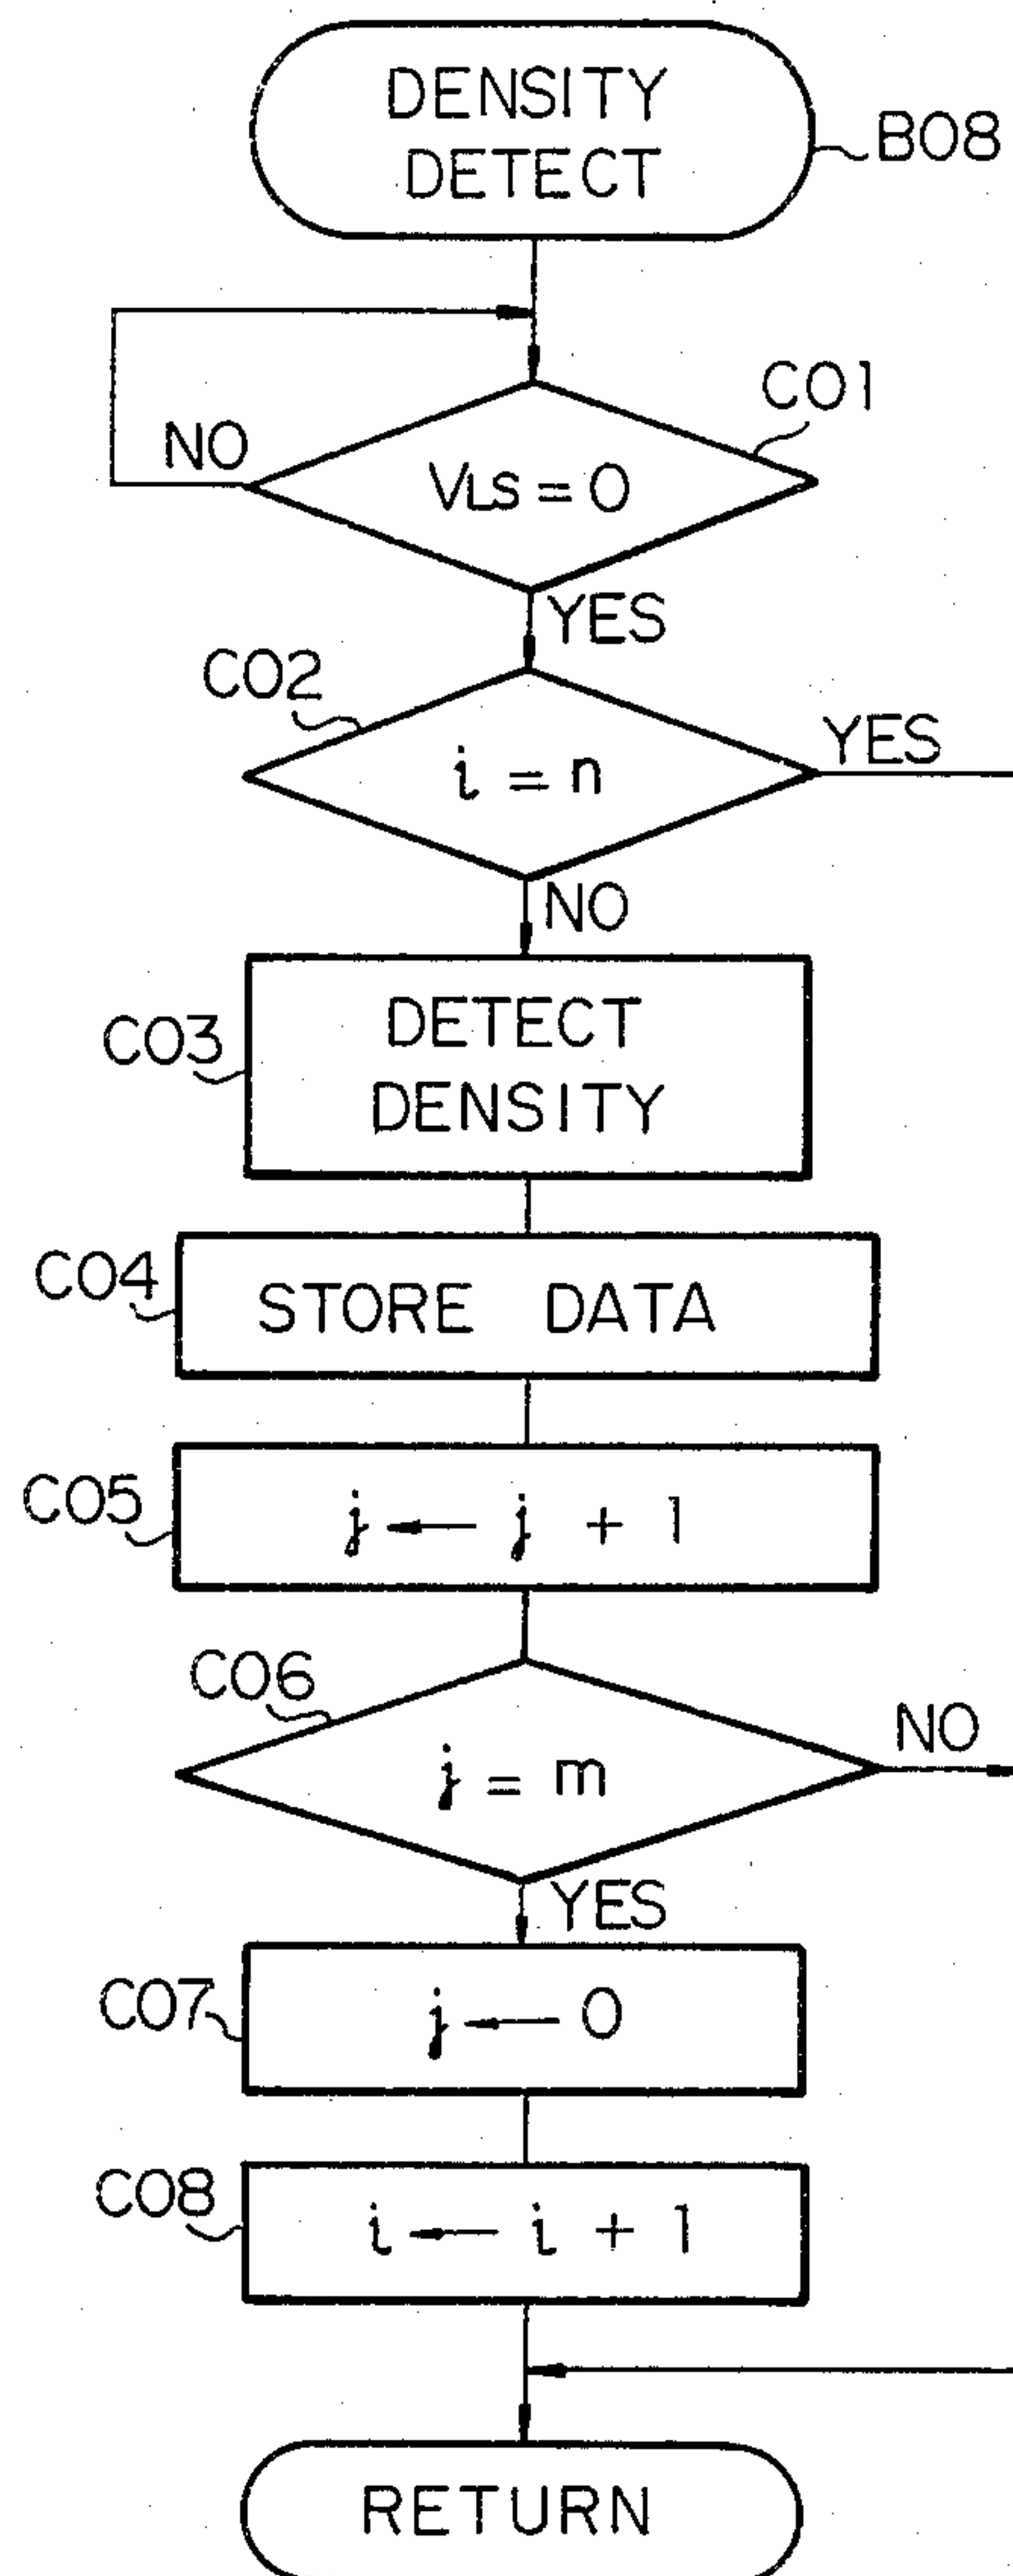 DENSITY
DETECT
B08
C01
NO
VLS = 0
YES
C02
YES
i = n
NO
C03
DETECT
DENSITY
C04
STORE DATA
C05
j ← j + 1
C06
NO
j = m
YES
C07
j ← 0
C08
i ← i + 1
RETURN